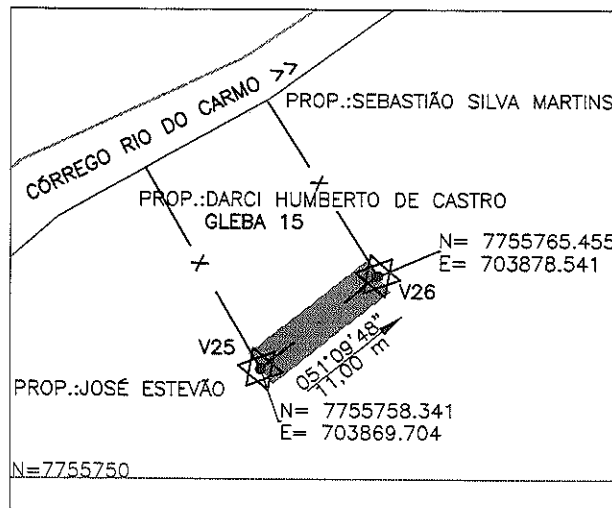 CÓRREGO RIO DO CARMO >>
PROP.:SEBASTIÃO SILVA MARTINS
PROP.:DARCI HUMBERTO DE CASTRO
GLEBA 15
N= 7755765.455
E= 703878.541
V26
V25
051°09'48"
11,00 m
PROP.:JOSÉ ESTEVÃO
N= 7755758.341
E= 703869.704
N=7755750